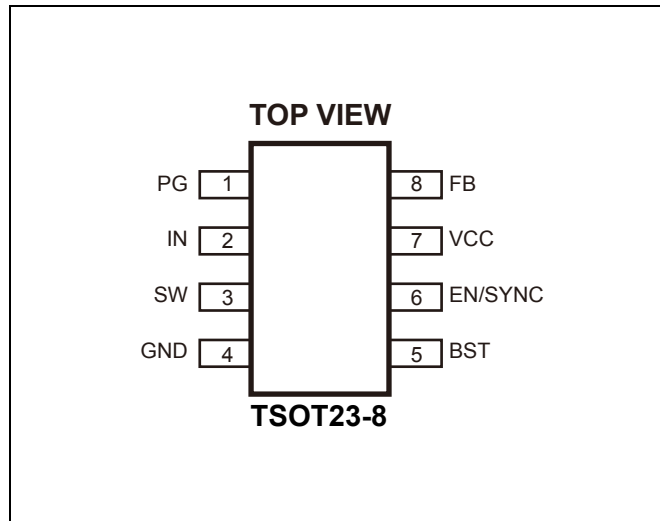 TOP VIEW
PG 1 8 FB
IN 2 7 VCC
SW 3 6 EN/SYNC
GND 4 5 BST
TSOT23-8